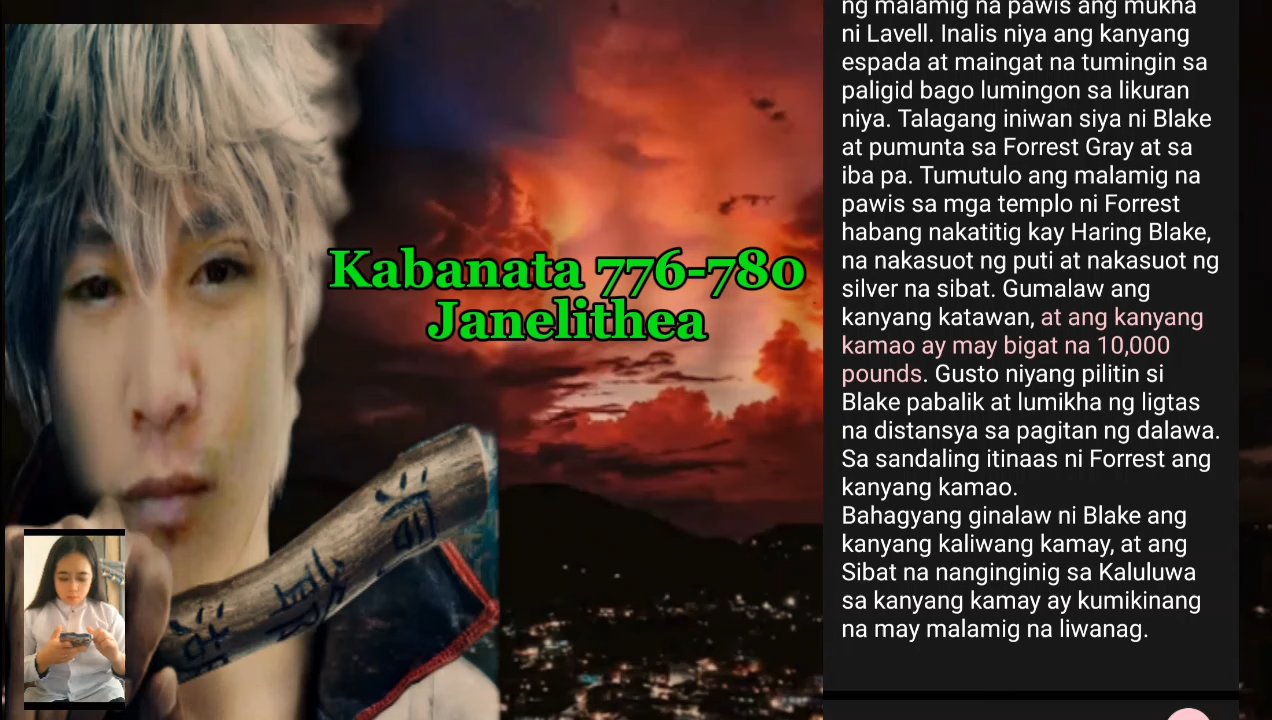 Kabanata 776-780
Janelithea
ng malamig na pawis ang mukha
ni Lavell. Inalis niya ang kanyang
espada at maingat na tumingin sa
paligid bago lumingon sa likuran
niya. Talagang iniwan siya ni Blake
at pumunta sa Forrest Gray at sa
iba pa. Tumutulo ang malamig na
pawis sa mga templo ni Forrest
habang nakatitig kay Haring Blake,
na nakasuot ng puti at nakasuot ng
silver na sibat. Gumalaw ang
kanyang katawan, at ang kanyang
kamao ay may bigat na 10,000
pounds. Gusto niyang pilitin si
Blake pabalik at lumikha ng ligtas
na distansya sa pagitan ng dalawa.
Sa sandaling itinaas ni Forrest ang
kanyang kamao.
Bahagyang ginalaw ni Blake ang
kanyang kaliwang kamay, at ang
Sibat na nanginginig sa Kaluluwa
sa kanyang kamay ay kumikinang
na may malamig na liwanag.